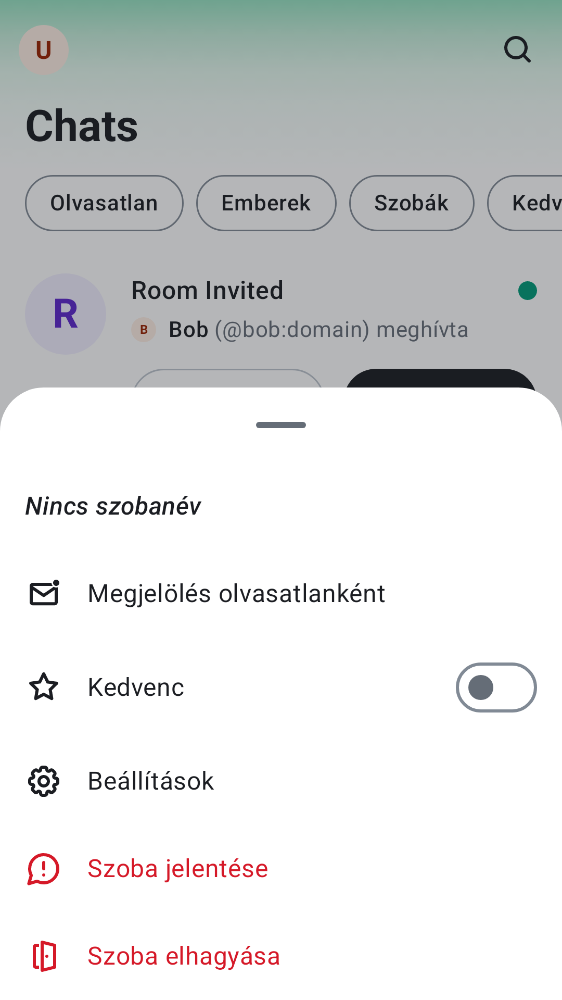 U
Chats
Olvasatlan
Emberek
Szobák
Kedv
R
Room Invited
B
Bob (@bob:domain) meghívta
Nincs szobanév
Megjelölés olvasatlanként
Kedvenc
Beállítások
Szoba jelentése
Szoba elhagyása